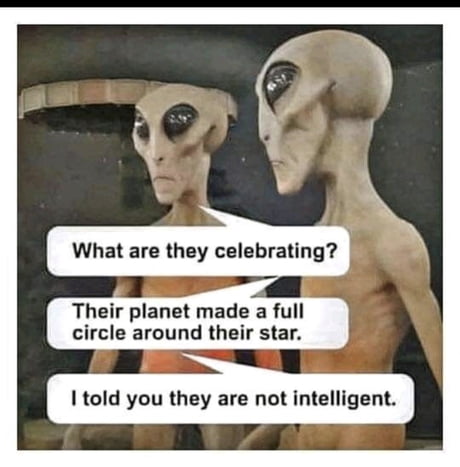 What are they celebrating?
Their planet made a full
circle around their star.
I told you they are not intelligent.